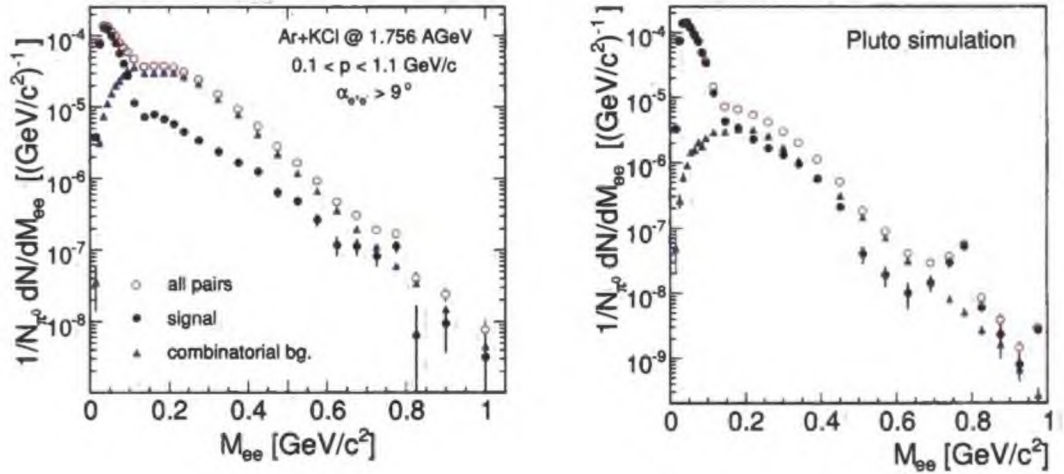 1/N_π⁰ dN/dM_ee [(GeV/c²)⁻¹]
10⁻⁴
10⁻⁵
10⁻⁶
10⁻⁷
10⁻⁸
Ar+KCl @ 1.756 AGeV
0.1 < p < 1.1 GeV/c
α_e⁺e⁻ > 9°
all pairs
signal
combinatorial bg.
0 0.2 0.4 0.6 0.8 1
M_ee [GeV/c²]
1/N_π⁰ dN/dM_ee [(GeV/c²)⁻¹]
10⁻⁴
10⁻⁵
10⁻⁶
10⁻⁷
10⁻⁸
10⁻⁹
Pluto simulation
0 0.2 0.4 0.6 0.8 1
M_ee [GeV/c²]